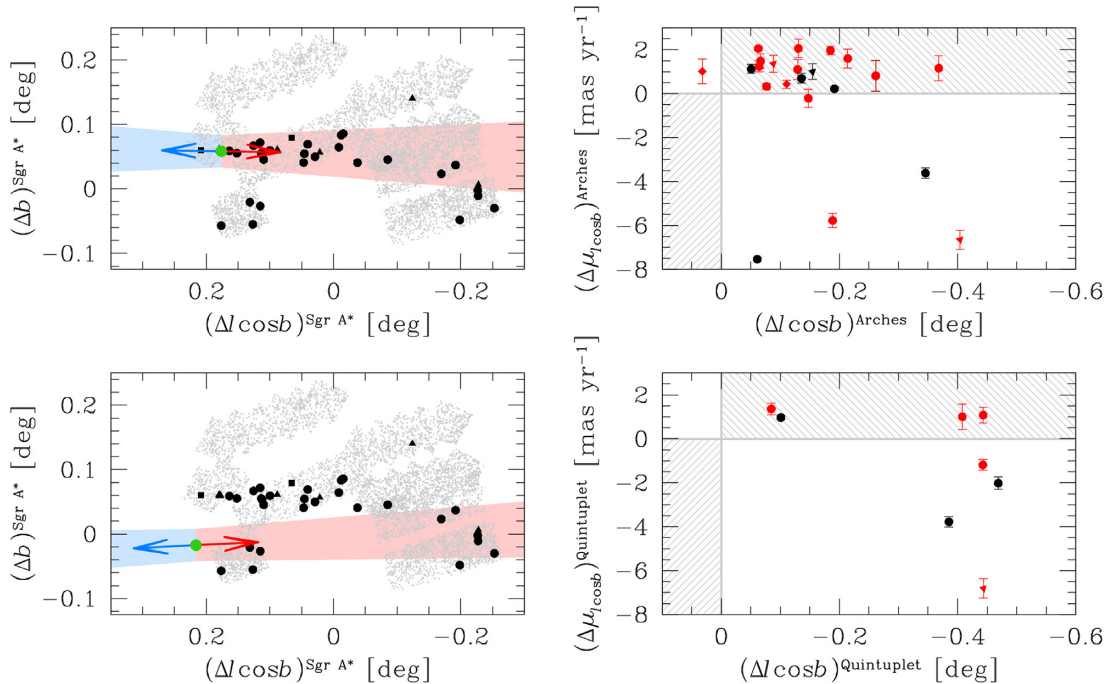 0.2
0.1
0
−0.1
(Δb)^Sgr A* [deg]
0.2 0 −0.2
(Δl cosb)^Sgr A* [deg]
2
0
−2
−4
−6
−8
(Δμ_l cosb)^Arches [mas yr⁻¹]
0 −0.2 −0.4 −0.6
(Δl cosb)^Arches [deg]
0.2
0.1
0
−0.1
(Δb)^Sgr A* [deg]
0.2 0 −0.2
(Δl cosb)^Sgr A* [deg]
2
0
−2
−4
−6
−8
(Δμ_l cosb)^Quintuplet [mas yr⁻¹]
0 −0.2 −0.4 −0.6
(Δl cosb)^Quintuplet [deg]